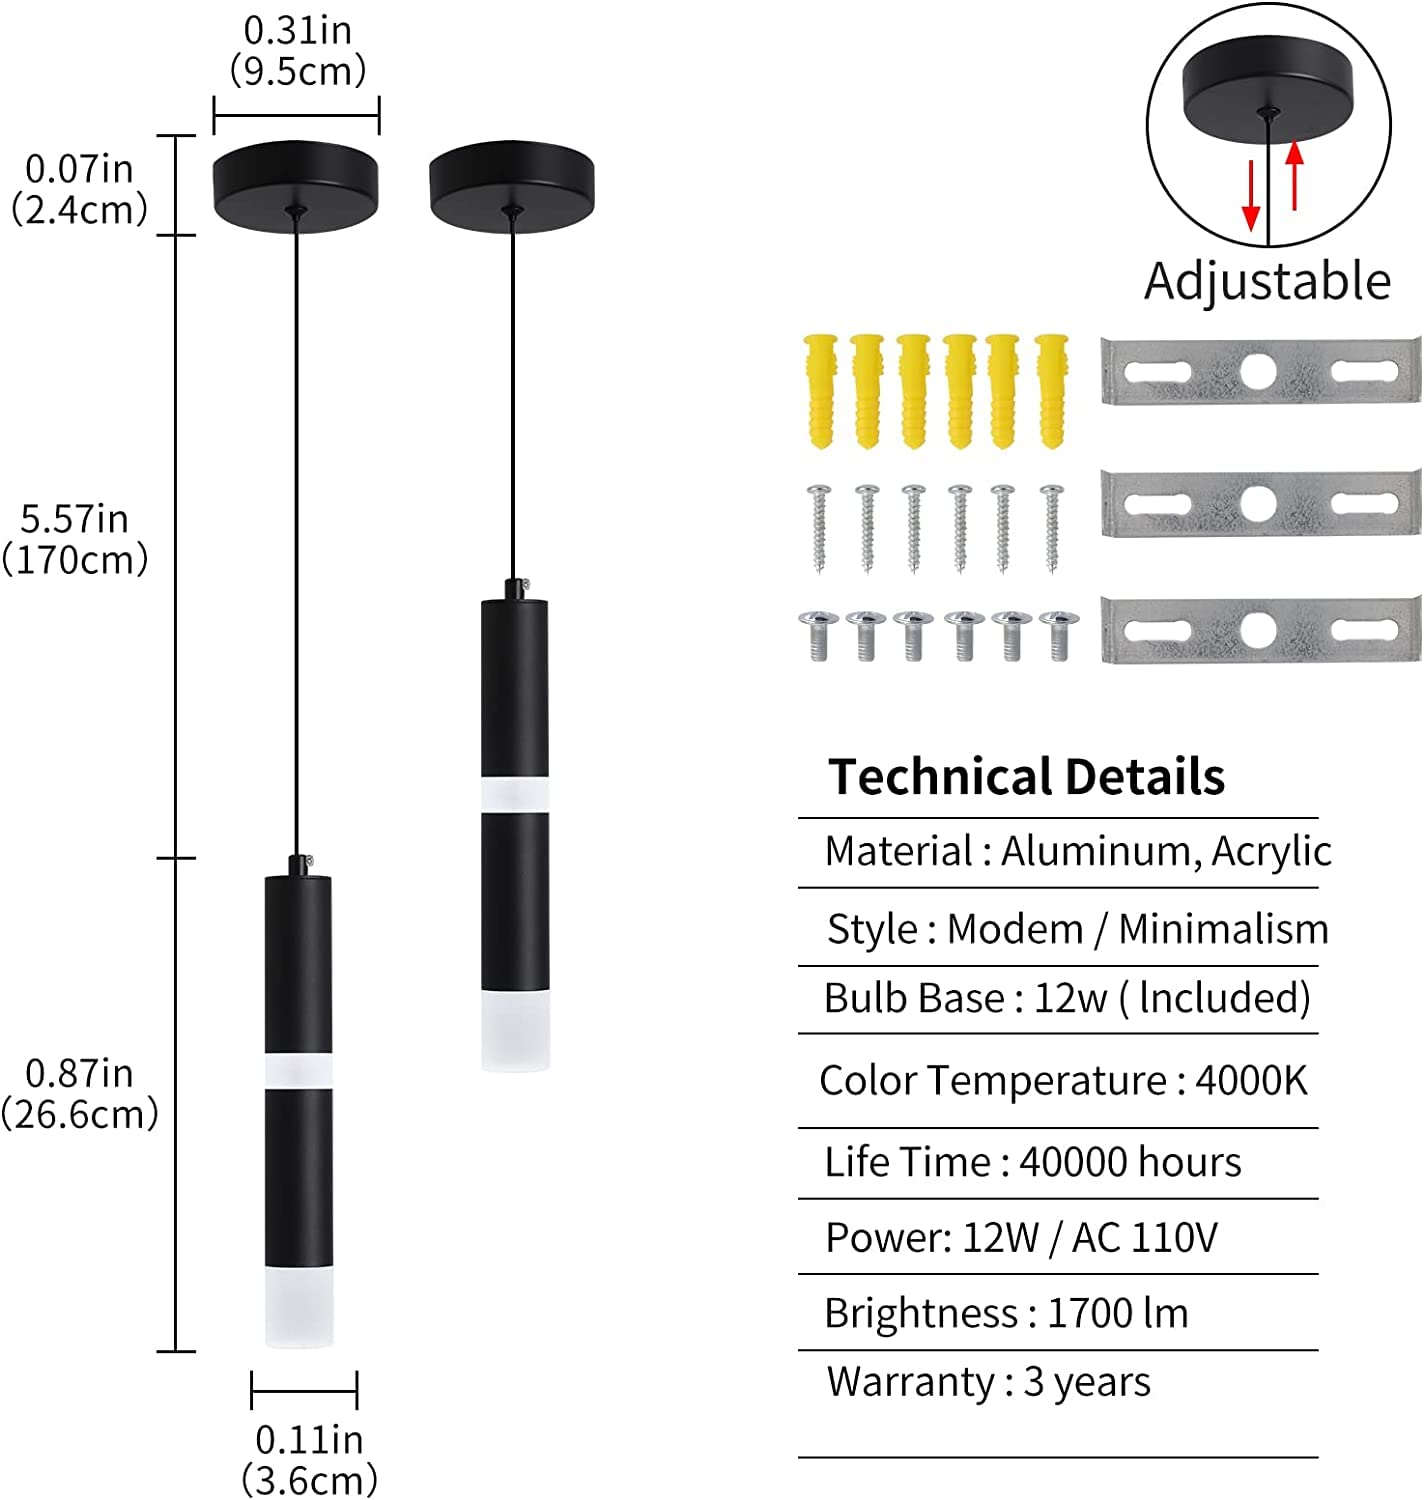 0.31in
(9.5cm)
0.07in
(2.4cm)
5.57in
(170cm)
0.87in
(26.6cm)
0.11in
(3.6cm)
Adjustable
Technical Details
Material : Aluminum, Acrylic
Style : Modem / Minimalism
Bulb Base : 12w ( lncluded)
Color Temperature : 4000K
Life Time : 40000 hours
Power: 12W / AC 110V
Brightness : 1700 lm
Warranty : 3 years